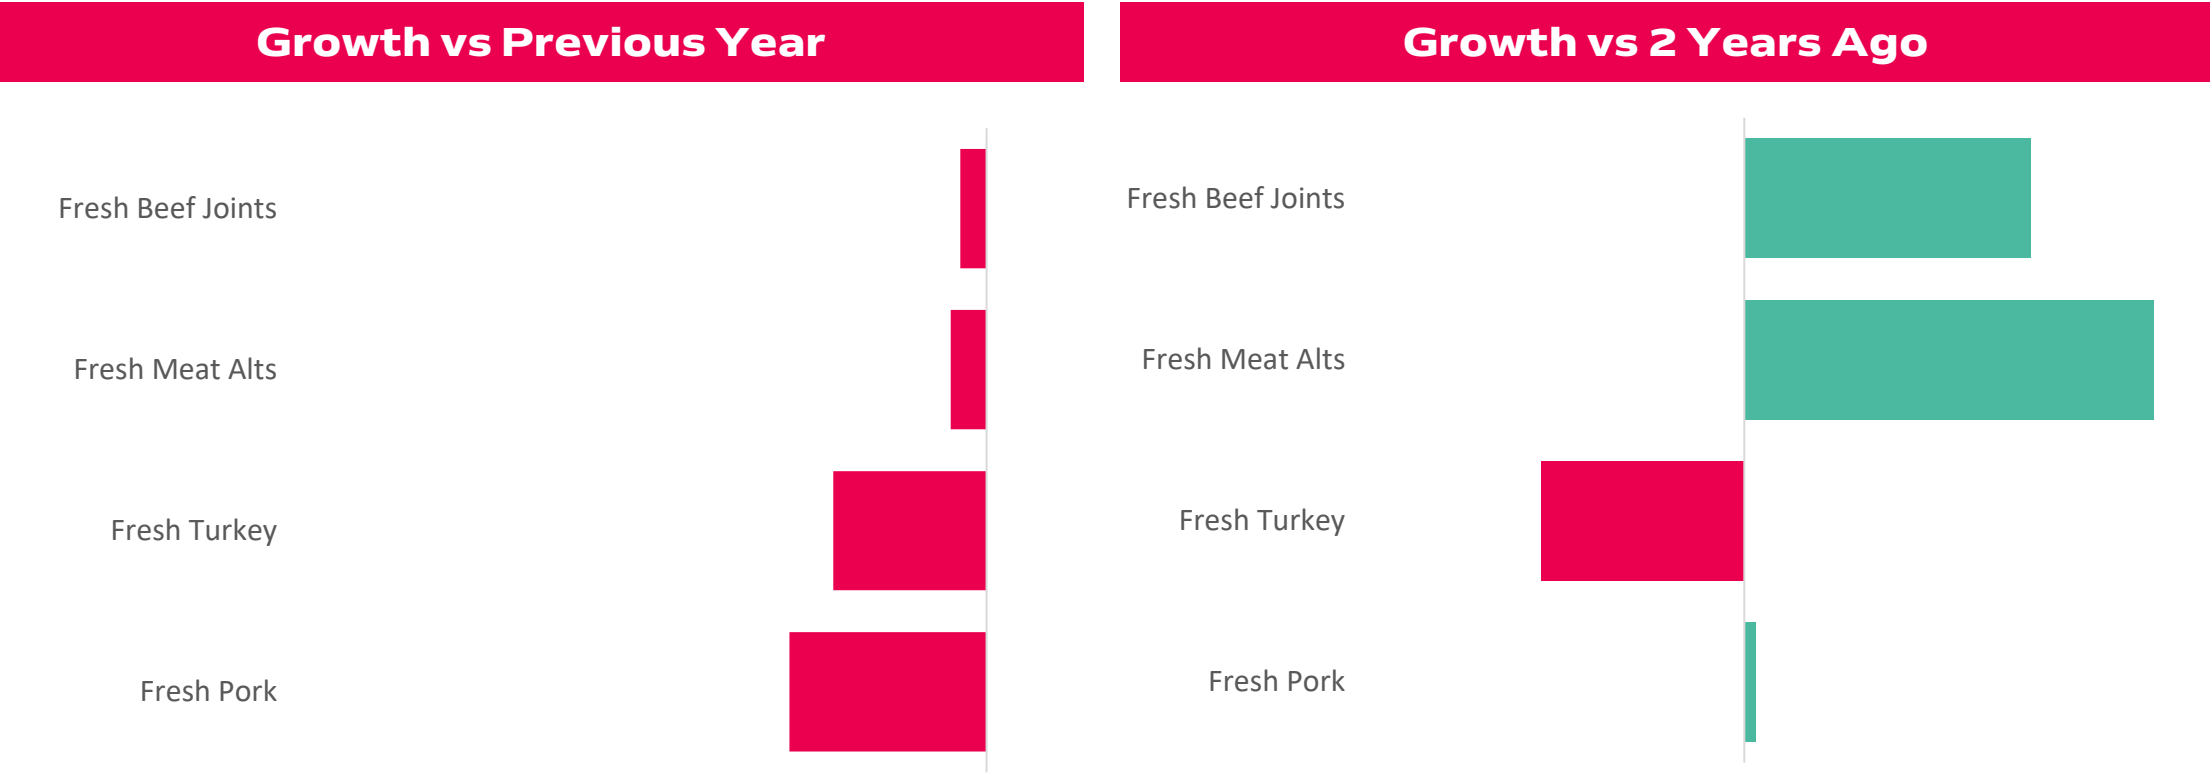 Growth vs Previous Year
Fresh Beef Joints
Fresh Meat Alts
Fresh Turkey
Fresh Pork
Growth vs 2 Years Ago
Fresh Beef Joints
Fresh Meat Alts
Fresh Turkey
Fresh Pork